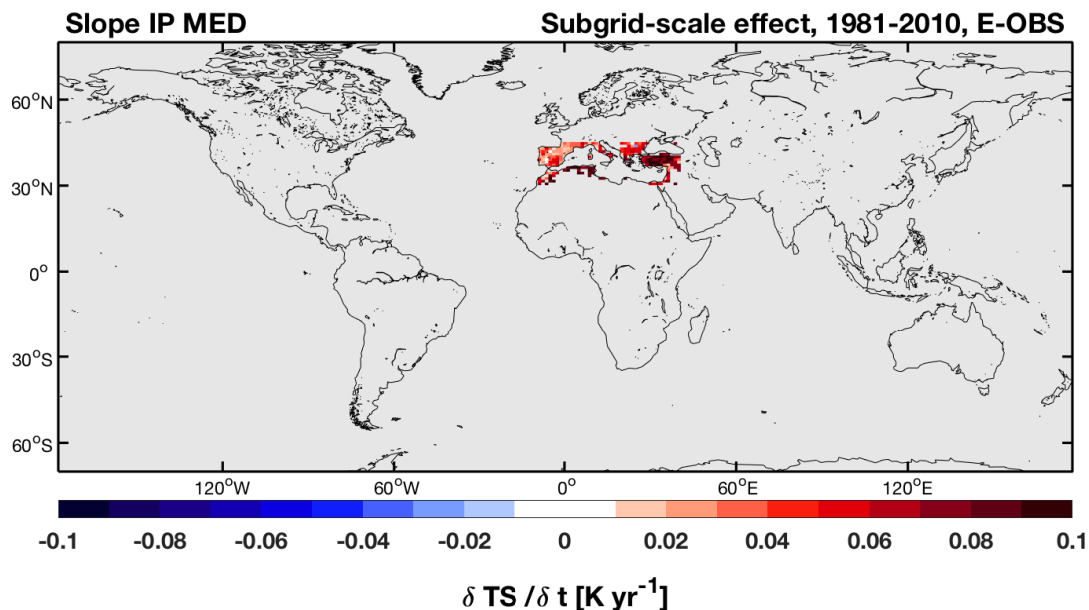 Slope IP MED
Subgrid-scale effect, 1981-2010, E-OBS
60°N
30°N
0°
30°S
60°S
120°W 60°W 0° 60°E 120°E
-0.1 -0.08 -0.06 -0.04 -0.02 0 0.02 0.04 0.06 0.08 0.1
δ TS /δ t [K yr⁻¹]